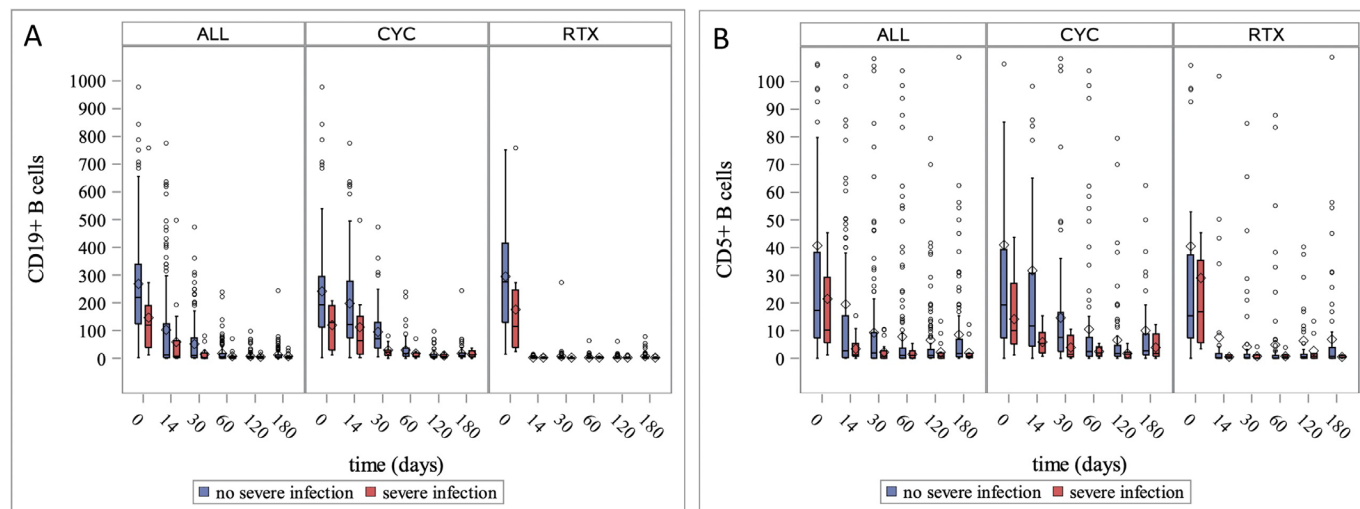 A
ALL CYC RTX
CD19+ B cells
1000
900
800
700
600
500
400
300
200
100
0
0 14 30 60 120 180 0 14 30 60 120 180 0 14 30 60 120 180
time (days)
no severe infection severe infection
B
ALL CYC RTX
CD5+ B cells
100
90
80
70
60
50
40
30
20
10
0
0 14 30 60 120 180 0 14 30 60 120 180 0 14 30 60 120 180
time (days)
no severe infection severe infection